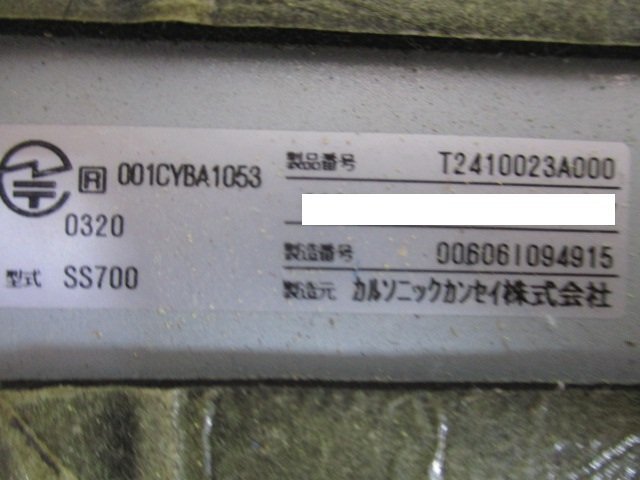 R 001CYBA1053
0320
型式 SS700
製品番号 T2410023A000
製造番号 006061094915
製造元 カルソニックカンセイ株式会社